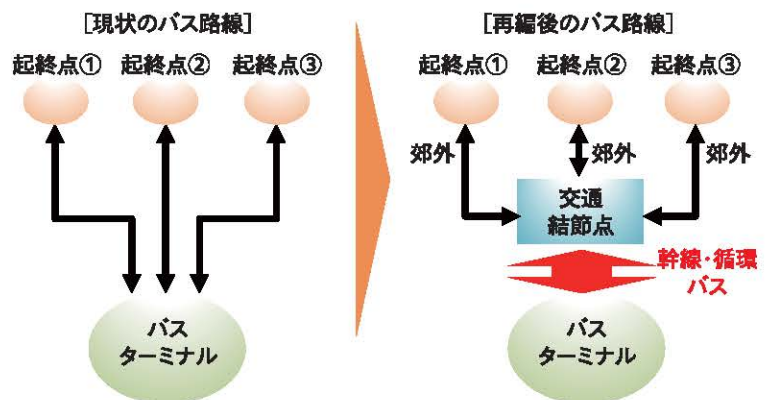 [現状のバス路線]
起終点①
起終点②
起終点③
バス
ターミナル
[再編後のバス路線]
起終点①
起終点②
起終点③
郊外
郊外
郊外
交通
結節点
幹線・循環
バス
バス
ターミナル